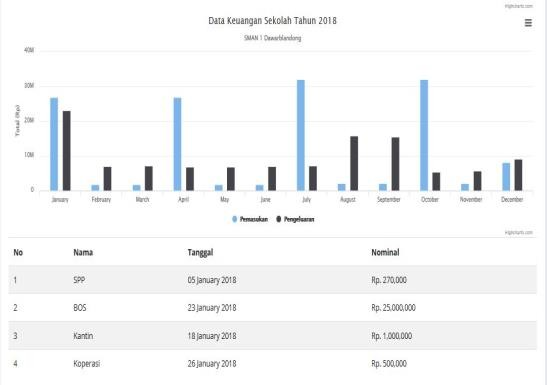 Highcharts.com
Data Keuangan Sekolah Tahun 2018
SMAN 1 Dawarblandong
Total (Rp)
40M
30M
20M
10M
0
January February March April May June July August September October November December
Pemasukan Pengeluaran
Highcharts.com
No Nama Tanggal Nominal
1 SPP 05 January 2018 Rp. 270,000
2 BOS 23 January 2018 Rp. 25,000,000
3 Kantin 18 January 2018 Rp. 1,000,000
4 Koperasi 26 January 2018 Rp. 500,000